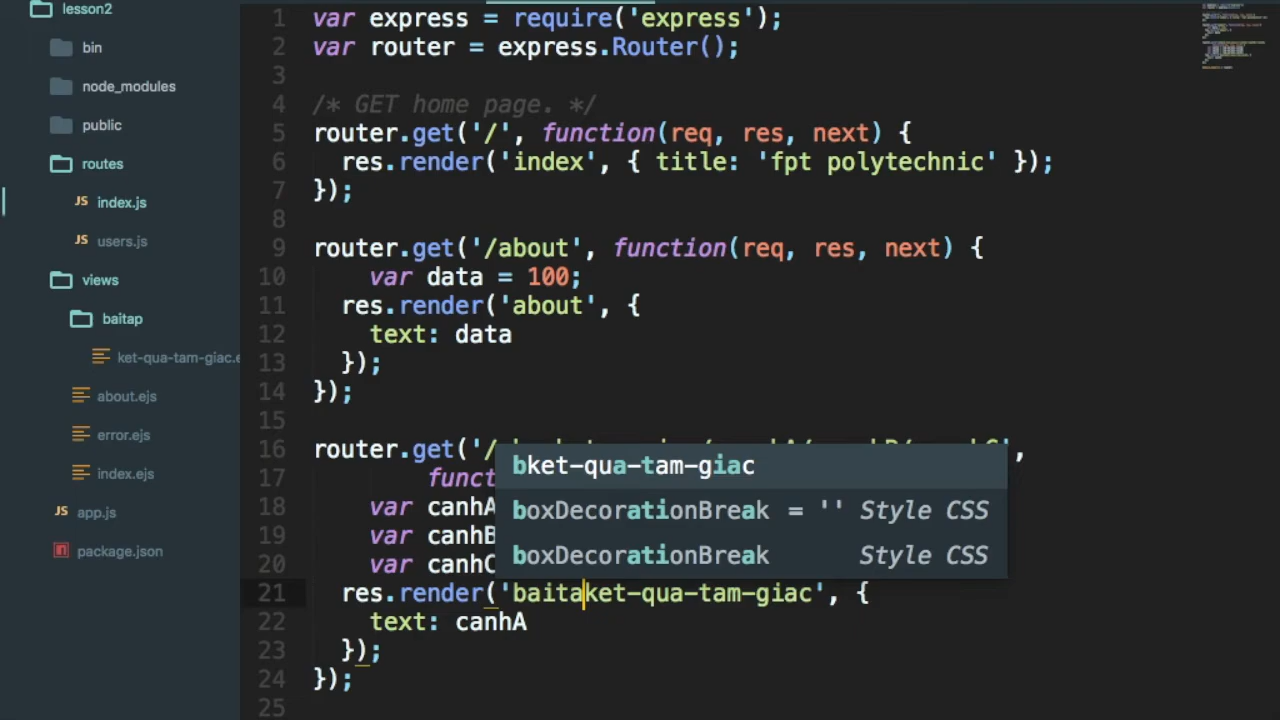 lesson2
bin
node_modules
public
routes
JS index.js
JS users.js
views
baitap
ket-qua-tam-giac.e
about.ejs
error.ejs
index.ejs
JS app.js
package.json
1 var express = require('express');
2 var router = express.Router();
3
4 /* GET home page. */
5 router.get('/', function(req, res, next) {
6 res.render('index', { title: 'fpt polytechnic' });
7 });
8
9 router.get('/about', function(req, res, next) {
10 var data = 100;
11 res.render('about', {
12 text: data
13 });
14 });
15
16 router.get('/
17 funct
18 var canhA
19 var canhB
20 var canhC
bket-qua-tam-giac
boxDecorationBreak = '' Style CSS
boxDecorationBreak Style CSS
21 res.render('baitaket-qua-tam-giac', {
22 text: canhA
23 });
24 });
25